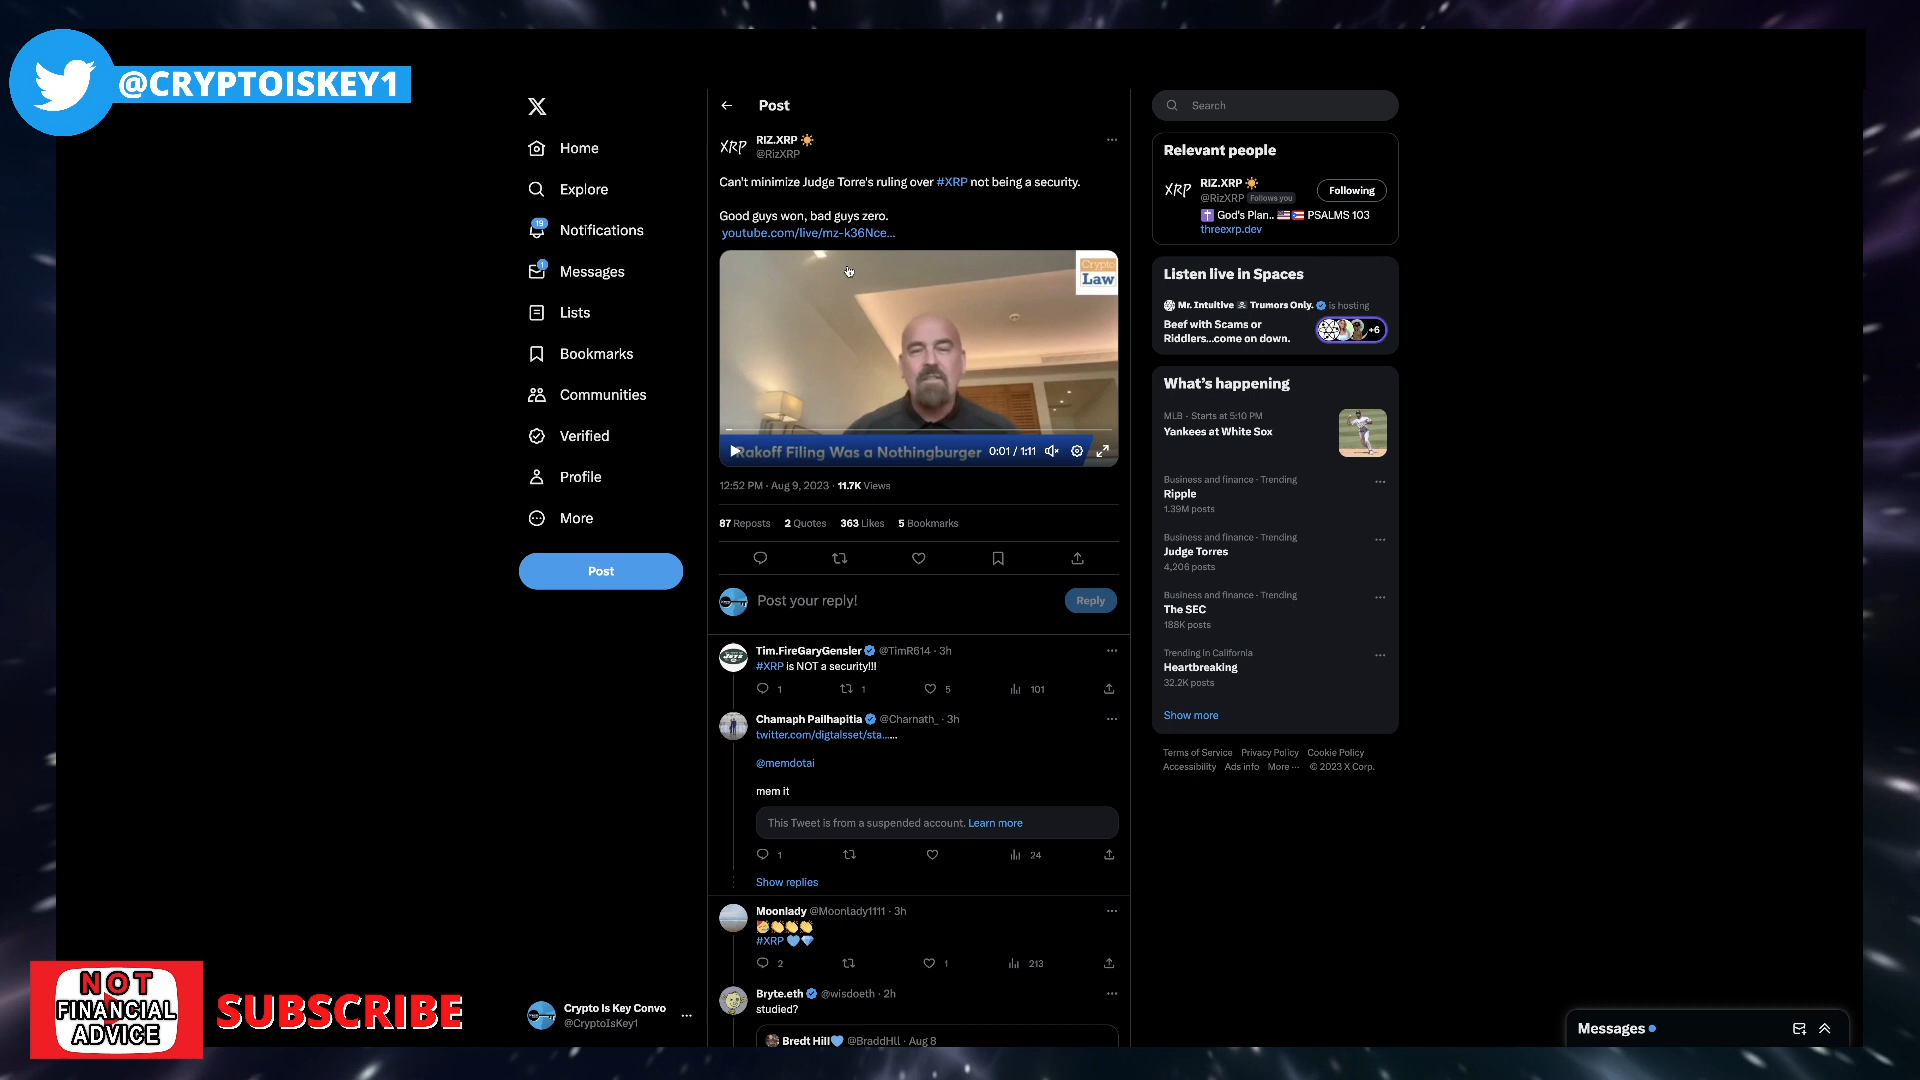 @CRYPTOISKEY1
Home
Explore
19
Notifications
1
Messages
Lists
Bookmarks
Communities
Verified
Profile
More
Post
Crypto Is Key Convo
@CryptoIsKey1
NOT
FINANCIAL
ADVICE
SUBSCRIBE
Post
XRP
RIZ.XRP
@RizXRP
Can't minimize Judge Torre's ruling over #XRP not being a security.
Good guys won, bad guys zero.
youtube.com/live/mz-k36Nce...
Crypto
Law
Rakoff Filing Was a Nothingburger
0:01 / 1:11
12:52 PM · Aug 9, 2023 · 11.7K Views
87 Reposts 2 Quotes 363 Likes 5 Bookmarks
Post your reply!
Reply
Tim.FireGaryGensler @TimR614 · 3h
#XRP is NOT a security!!!
1 1 5 101
Chamaph Pailhapitia @Charnath_ · 3h
twitter.com/digtalsset/sta......
@memdotai
mem it
This Tweet is from a suspended account. Learn more
1 24
Show replies
Moonlady @Moonlady1111 · 3h
#XRP
2 1 213
Bryte.eth @wisdoeth · 2h
studied?
Bredt Hill @BraddHll · Aug 8
Search
Relevant people
XRP
RIZ.XRP
@RizXRP Follows you
Following
God's Plan.. PSALMS 103
threexrp.dev
Listen live in Spaces
Mr. Intuitive Trumors Only. is hosting
Beef with Scams or
Riddlers...come on down.
+6
What's happening
MLB · Starts at 5:10 PM
Yankees at White Sox
Business and finance · Trending
Ripple
1.39M posts
Business and finance · Trending
Judge Torres
4,206 posts
Business and finance · Trending
The SEC
188K posts
Trending in California
Heartbreaking
32.2K posts
Show more
Terms of Service Privacy Policy Cookie Policy
Accessibility Ads info More ··· © 2023 X Corp.
Messages